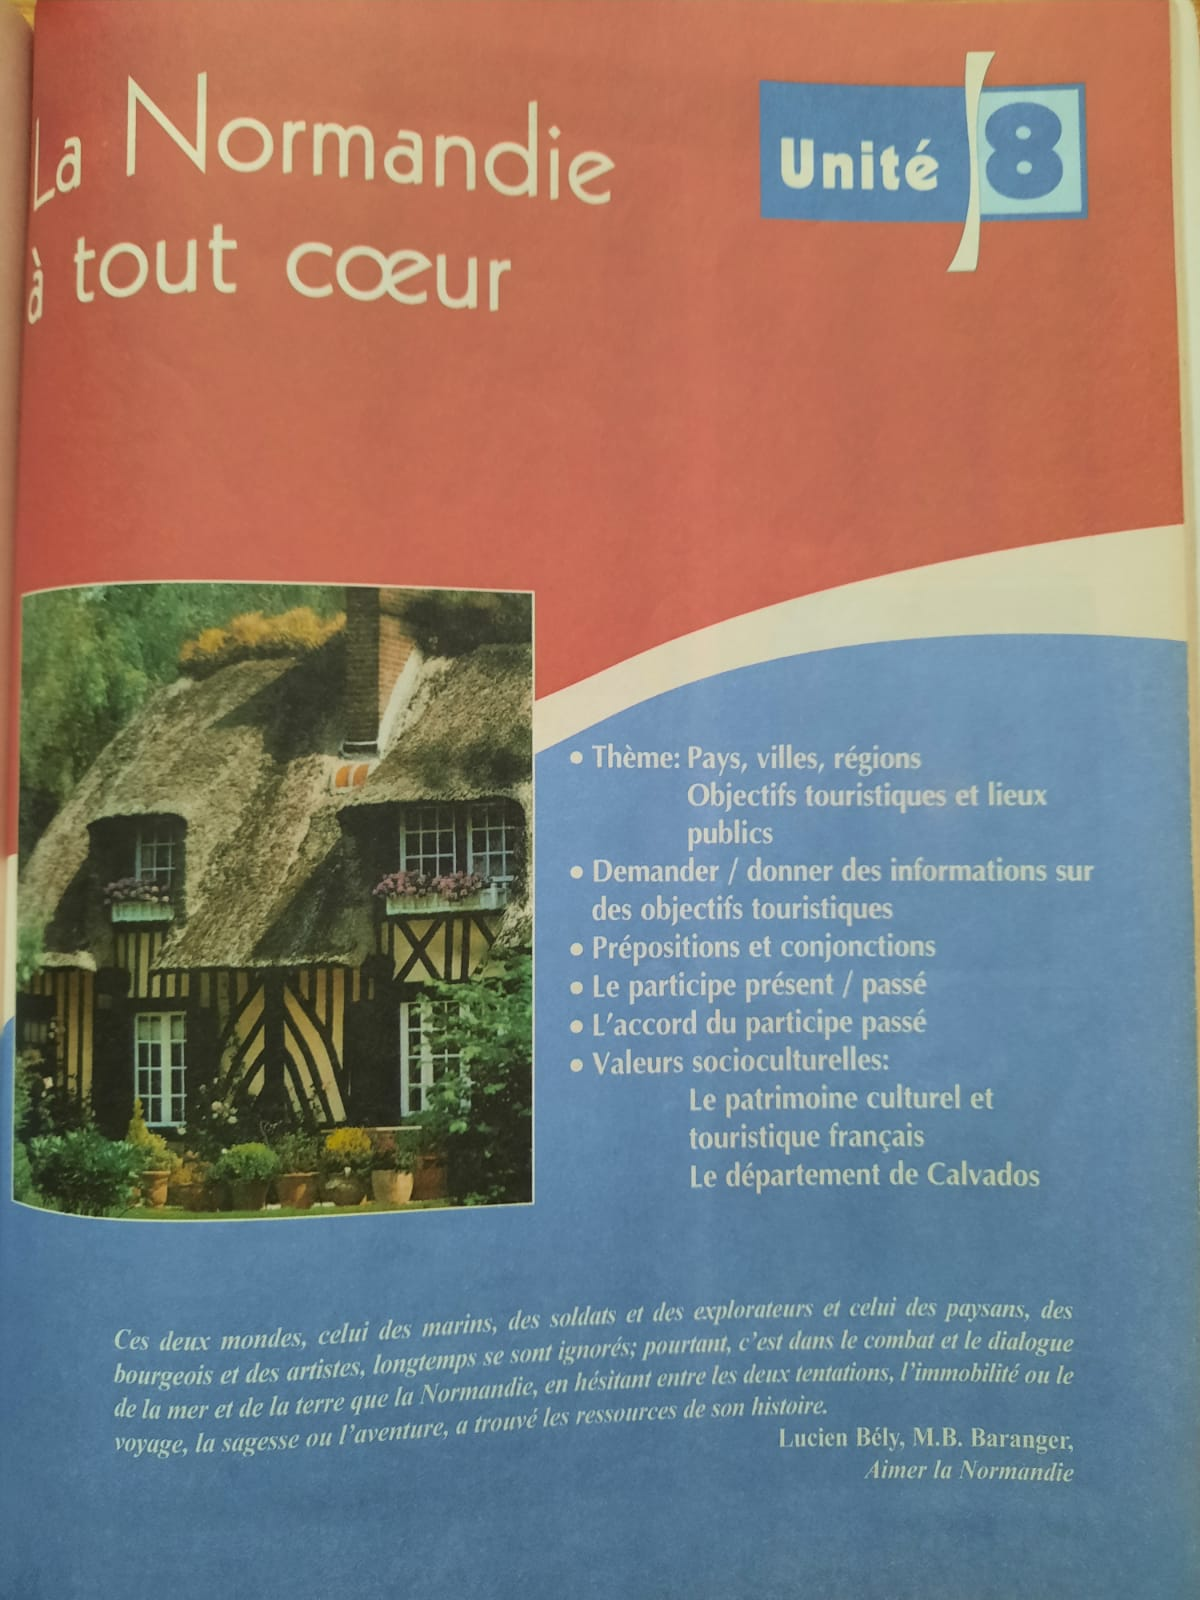 La Normandie
à tout cœur
Unité 8
• Thème: Pays, villes, régions
Objectifs touristiques et lieux
publics
• Demander / donner des informations sur
des objectifs touristiques
• Prépositions et conjonctions
• Le participe présent / passé
• L'accord du participe passé
• Valeurs socioculturelles:
Le patrimoine culturel et
touristique français
Le département de Calvados
Ces deux mondes, celui des marins, des soldats et des explorateurs et celui des paysans, des
bourgeois et des artistes, longtemps se sont ignorés; pourtant, c'est dans le combat et le dialogue
de la mer et de la terre que la Normandie, en hésitant entre les deux tentations, l'immobilité ou le
voyage, la sagesse ou l'aventure, a trouvé les ressources de son histoire.
Lucien Bély, M.B. Baranger,
Aimer la Normandie